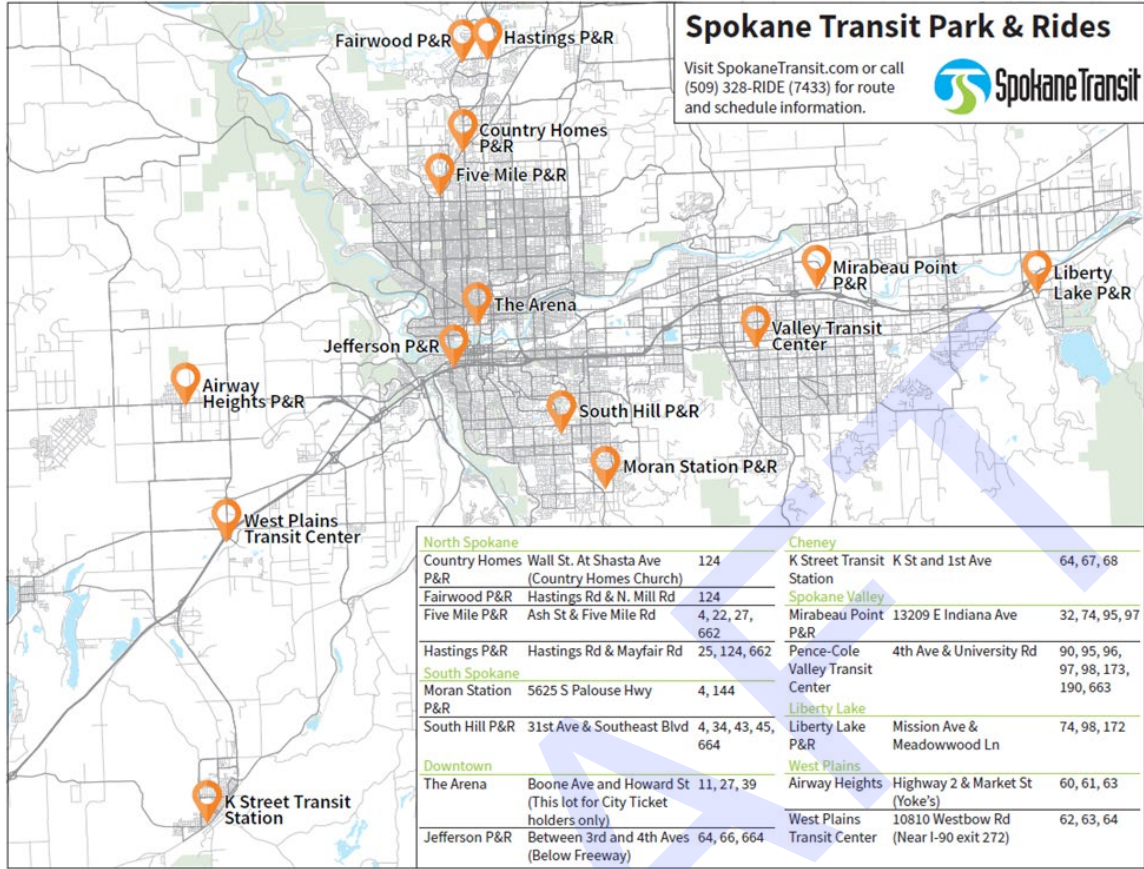 Spokane Transit Park & Rides
Visit SpokaneTransit.com or call
(509) 328-RIDE (7433) for route
and schedule information.
Spokane Transit
Fairwood P&R
Hastings P&R
Country Homes
P&R
Five Mile P&R
The Arena
Jefferson P&R
Mirabeau Point
P&R
Liberty
Lake P&R
Valley Transit
Center
Airway
Heights P&R
South Hill P&R
Moran Station P&R
West Plains
Transit Center
K Street Transit
Station
North Spokane
Country Homes Wall St. At Shasta Ave 124
P&R (Country Homes Church)
Fairwood P&R Hastings Rd & N. Mill Rd 124
Five Mile P&R Ash St & Five Mile Rd 4, 22, 27,
662
Hastings P&R Hastings Rd & Mayfair Rd 25, 124, 662
South Spokane
Moran Station 5625 S Palouse Hwy 4, 144
P&R
South Hill P&R 31st Ave & Southeast Blvd 4, 34, 43, 45,
664
Downtown
The Arena Boone Ave and Howard St 11, 27, 39
(This lot for City Ticket
holders only)
Jefferson P&R Between 3rd and 4th Aves 64, 66, 664
(Below Freeway)
Cheney
K Street Transit K St and 1st Ave 64, 67, 68
Station
Spokane Valley
Mirabeau Point 13209 E Indiana Ave 32, 74, 95, 97
P&R
Pence-Cole 4th Ave & University Rd 90, 95, 96,
Valley Transit 97, 98, 173,
Center 190, 663
Liberty Lake
Liberty Lake Mission Ave & 74, 98, 172
P&R Meadowwood Ln
West Plains
Airway Heights Highway 2 & Market St 60, 61, 63
(Yoke's)
West Plains 10810 Westbow Rd 62, 63, 64
Transit Center (Near I-90 exit 272)
AFT